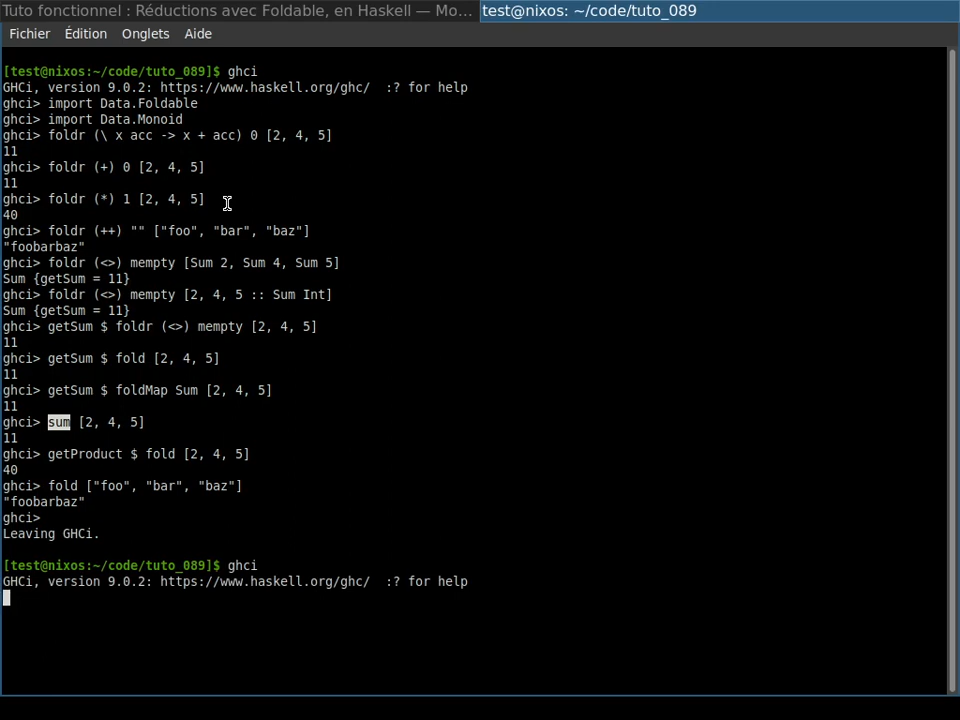 Tuto fonctionnel : Réductions avec Foldable, en Haskell — Mo...
test@nixos: ~/code/tuto_089
Fichier Édition Onglets Aide
[test@nixos:~/code/tuto_089]$ ghci
GHCi, version 9.0.2: https://www.haskell.org/ghc/  :? for help
ghci> import Data.Foldable
ghci> import Data.Monoid
ghci> foldr (\ x acc -> x + acc) 0 [2, 4, 5]
11
ghci> foldr (+) 0 [2, 4, 5]
11
ghci> foldr (*) 1 [2, 4, 5]
40
ghci> foldr (++) "" ["foo", "bar", "baz"]
"foobarbaz"
ghci> foldr (<>) mempty [Sum 2, Sum 4, Sum 5]
Sum {getSum = 11}
ghci> foldr (<>) mempty [2, 4, 5 :: Sum Int]
Sum {getSum = 11}
ghci> getSum $ foldr (<>) mempty [2, 4, 5]
11
ghci> getSum $ fold [2, 4, 5]
11
ghci> getSum $ foldMap Sum [2, 4, 5]
11
ghci> sum [2, 4, 5]
11
ghci> getProduct $ fold [2, 4, 5]
40
ghci> fold ["foo", "bar", "baz"]
"foobarbaz"
ghci>
Leaving GHCi.
[test@nixos:~/code/tuto_089]$ ghci
GHCi, version 9.0.2: https://www.haskell.org/ghc/  :? for help